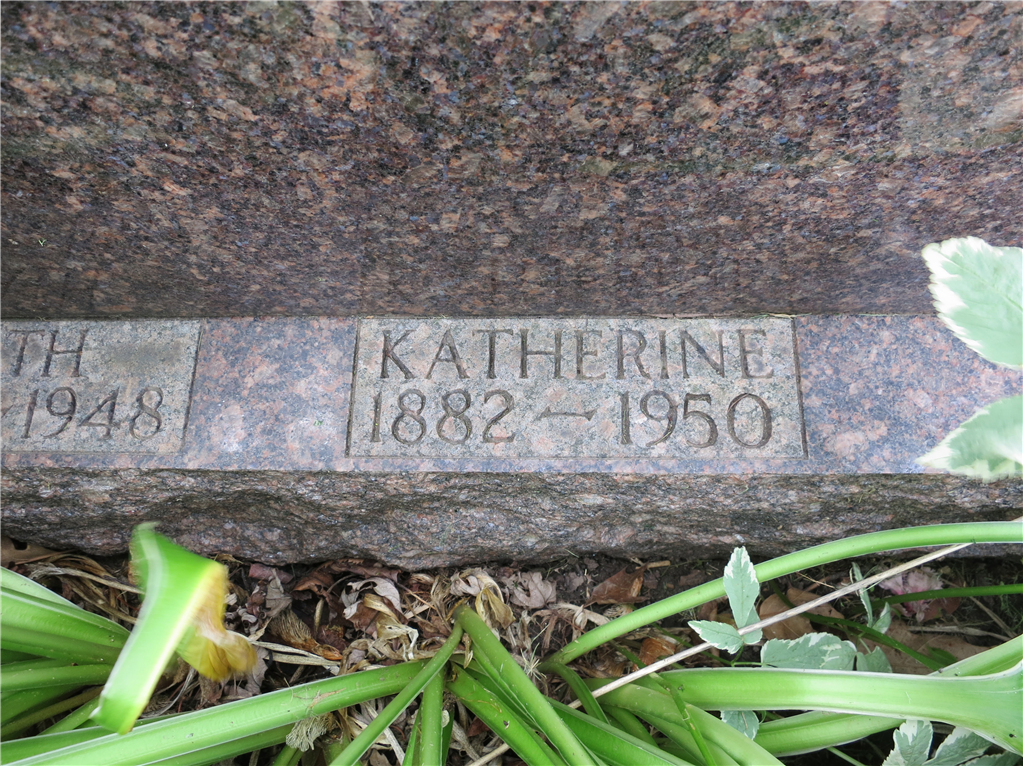 TH
1948
KATHERINE
1882 — 1950